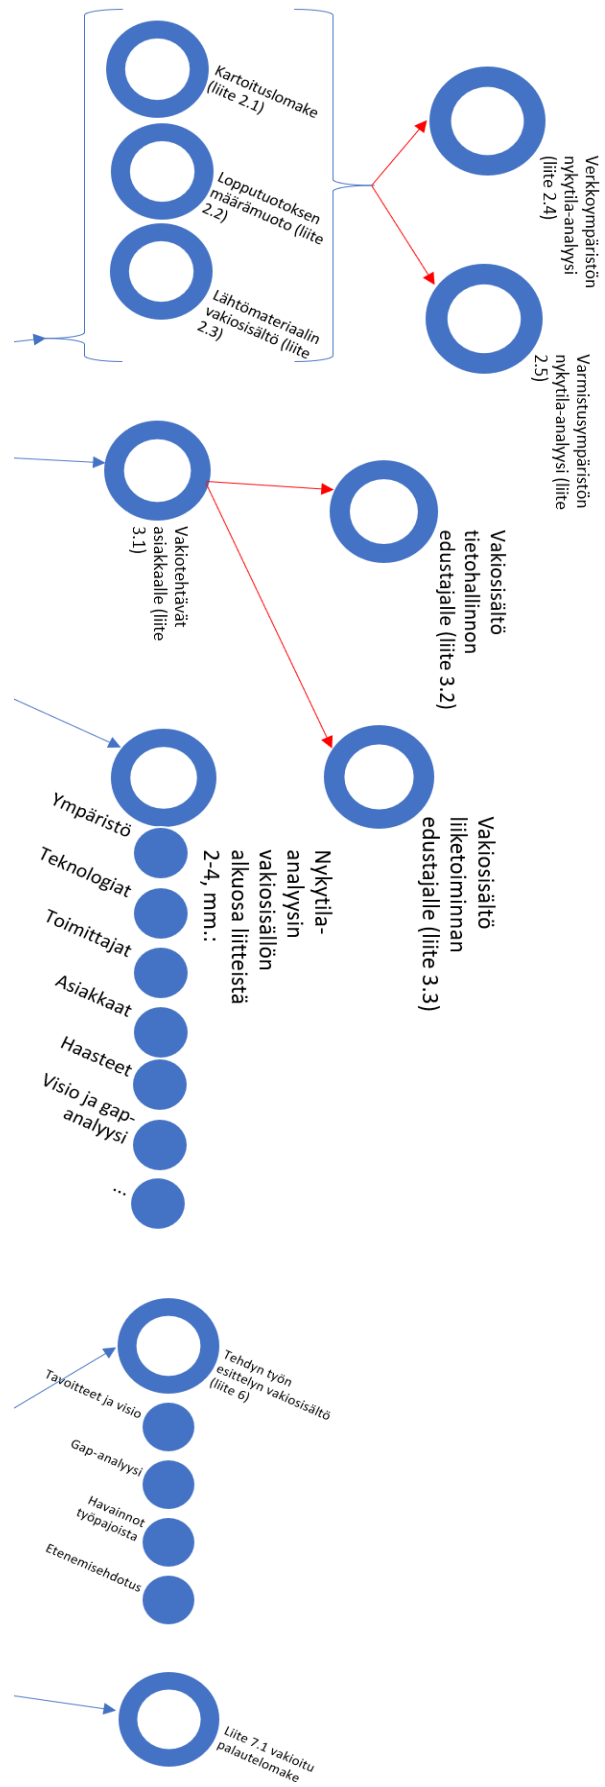 Kartoituslomake
(liite 2.1)
Lopputuotoksen
määrämuoto (liite
2.2)
Lähtömateriaalin
vakiosisältö (liite
2.3)
Verkkoympäristön
nykytila-analyysi
(liite 2.4)
Varmistusympäristön
nykytila-analyysi (liite
2.5)
Vakiotehtävät
asiakkaalle (liite
3.1)
Vakiosisältö
tietohallinnon
edustajalle (liite 3.2)
Vakiosisältö
liiketoiminnan
edustajalle (liite 3.3)
Nykytila-
analyysin
vakiosisällön
alkuosa liitteistä
2-4, mm.:
Ympäristö
Teknologiat
Toimittajat
Asiakkaat
Haasteet
Visio ja gap-
analyysi
...
Tehdyn työn
esittelyn vakiosisältö
(liite 6)
Tavoitteet ja visio
Gap-analyysi
Havainnot
työpajoista
Etenemisehdotus
Liite 7.1 vakioitu
palautelomake